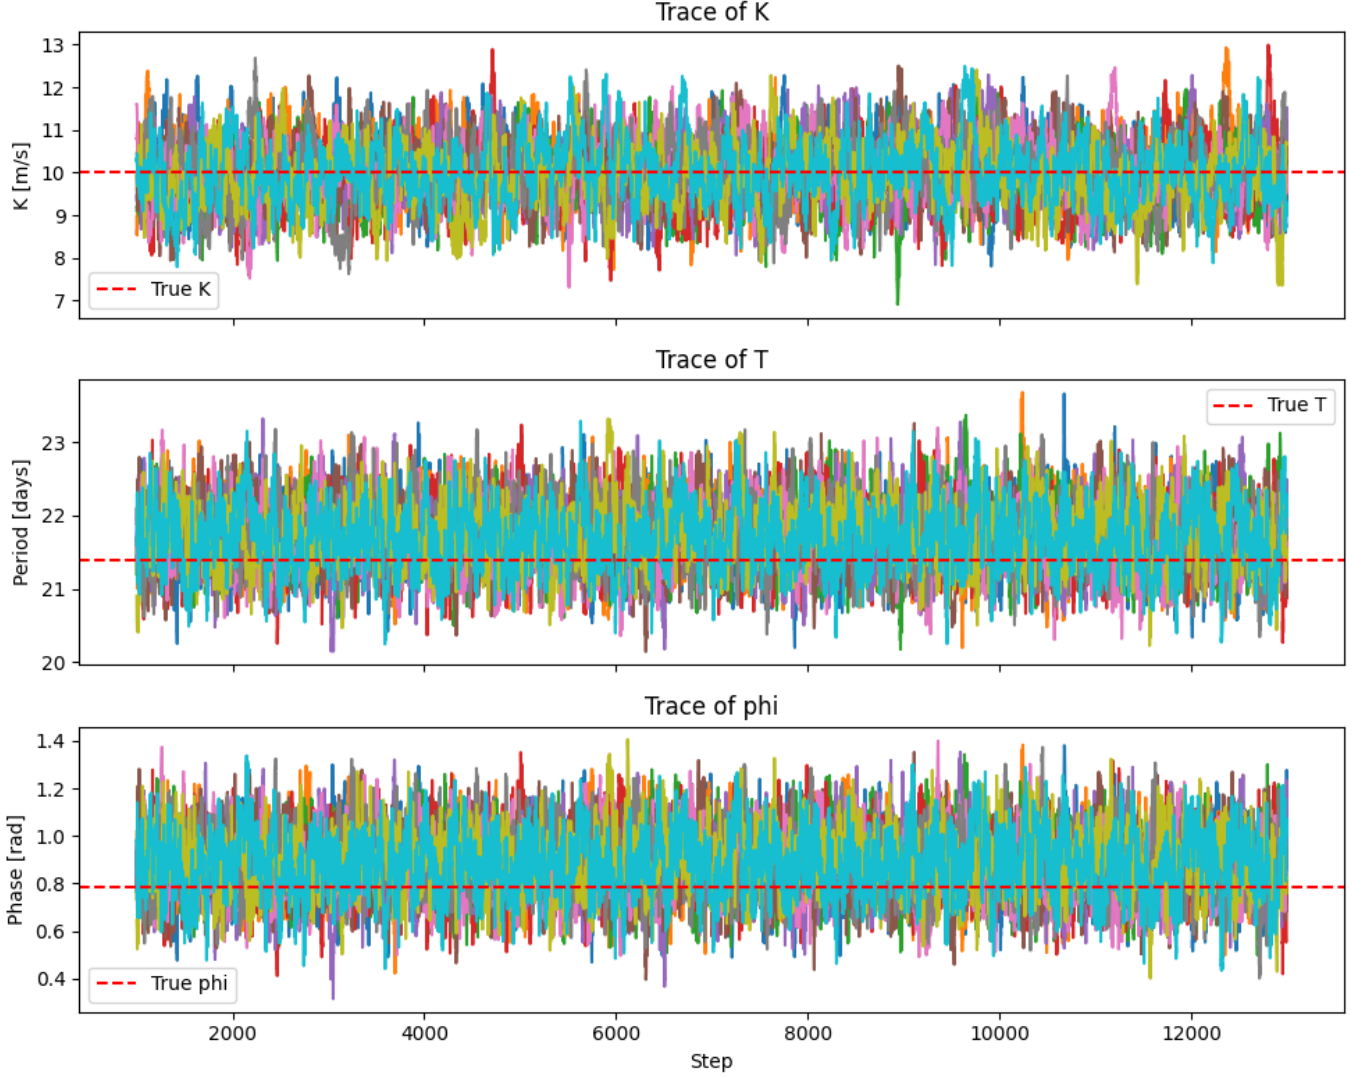 Trace of K
13
12
11
10
9
8
7
K [m/s]
True K
Trace of T
23
22
21
20
Period [days]
True T
Trace of phi
1.4
1.2
1.0
0.8
0.6
0.4
Phase [rad]
True phi
2000 4000 6000 8000 10000 12000
Step